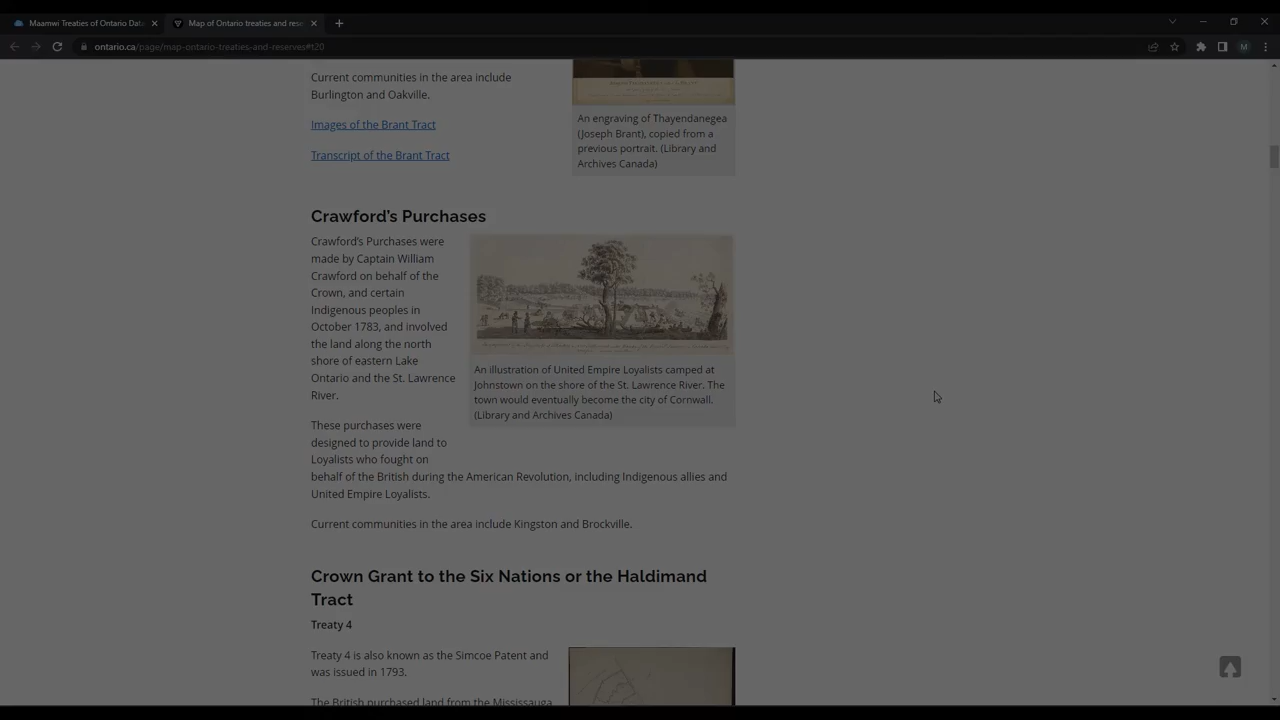 Maamwi Treaties of Ontario Data
Map of Ontario treaties and rese
ontario.ca/page/map-ontario-treaties-and-reserves#t20
M
Current communities in the area include
Burlington and Oakville.
Images of the Brant Tract
Transcript of the Brant Tract
An engraving of Thayendanegea
(Joseph Brant), copied from a
previous portrait. (Library and
Archives Canada)
Crawford's Purchases
Crawford's Purchases were
made by Captain William
Crawford on behalf of the
Crown, and certain
Indigenous peoples in
October 1783, and involved
the land along the north
shore of eastern Lake
Ontario and the St. Lawrence
River.
An illustration of United Empire Loyalists camped at
Johnstown on the shore of the St. Lawrence River. The
town would eventually become the city of Cornwall.
(Library and Archives Canada)
These purchases were
designed to provide land to
Loyalists who fought on
behalf of the British during the American Revolution, including Indigenous allies and
United Empire Loyalists.
Current communities in the area include Kingston and Brockville.
Crown Grant to the Six Nations or the Haldimand
Tract
Treaty 4
Treaty 4 is also known as the Simcoe Patent and
was issued in 1793.
The British purchased land from the Mississauga